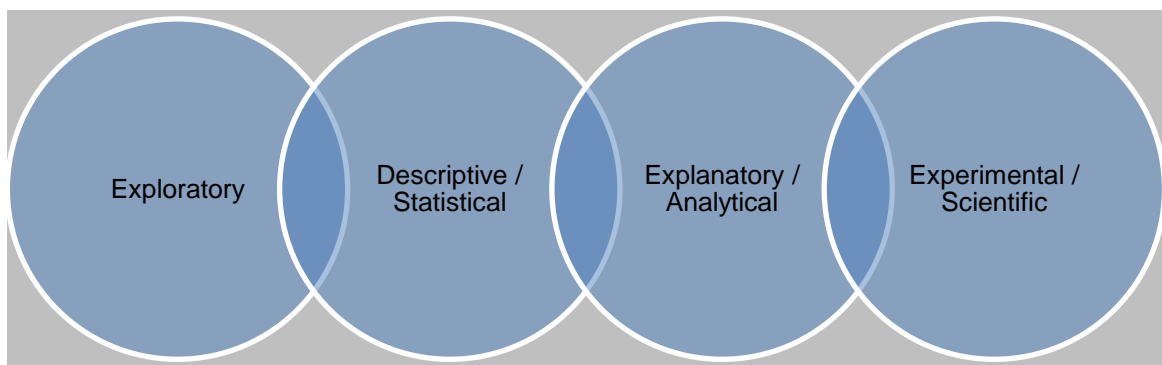 Exploratory
Descriptive /
Statistical
Explanatory /
Analytical
Experimental /
Scientific